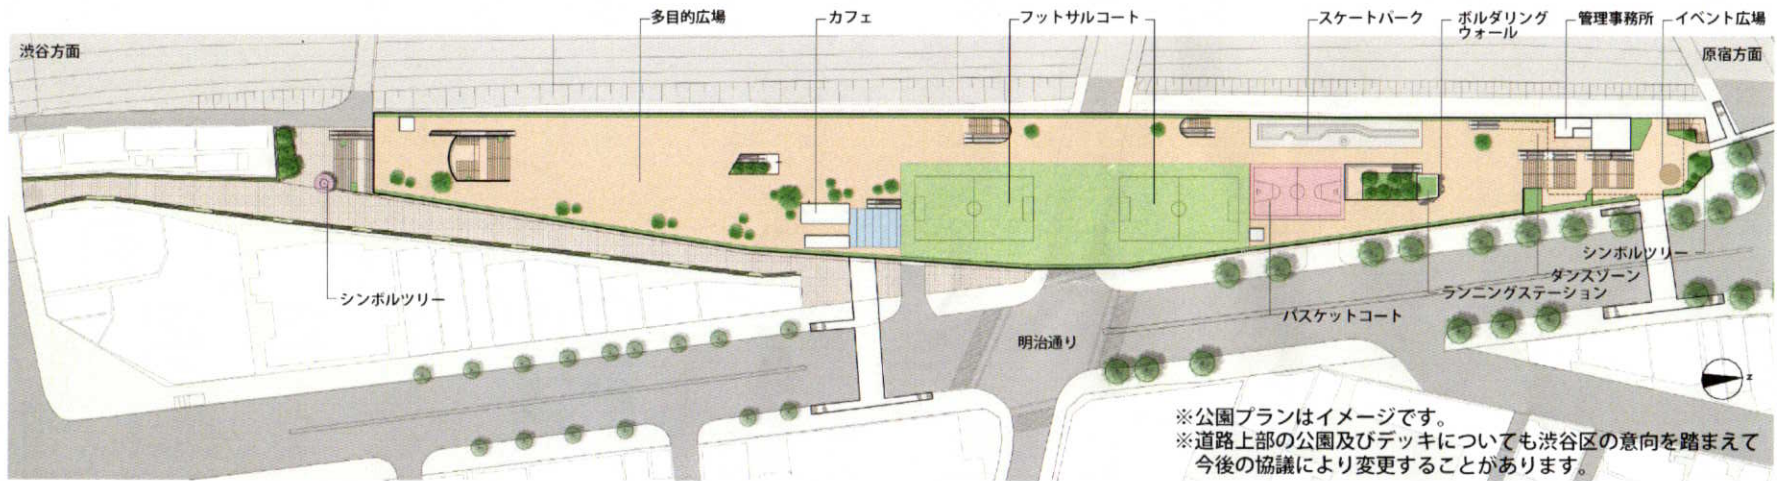 多目的広場
カフェ
フットサルコート
スケートパーク
ボルダリング
ウォール
管理事務所
イベント広場
渋谷方面
原宿方面
シンボルツリー
シンボルツリー
ダンスゾーン
ランニングステーション
バスケットコート
明治通り
z
※公園プランはイメージです。
※道路上部の公園及びデッキについても渋谷区の意向を踏まえて
今後の協議により変更することがあります。